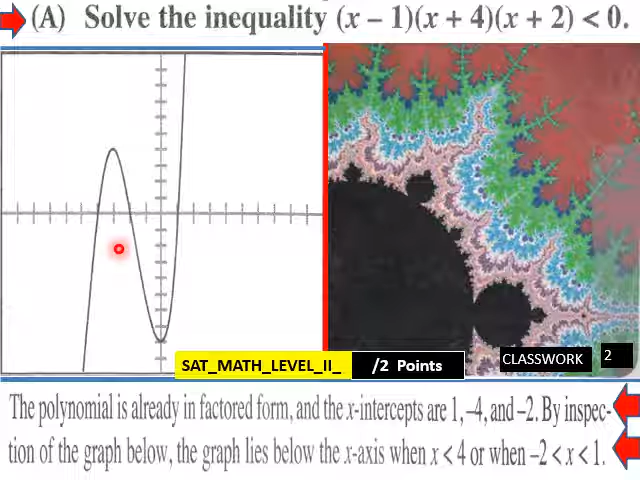 (A) Solve the inequality (x – 1)(x + 4)(x + 2) < 0.
SAT_MATH_LEVEL_II_ /2 Points
CLASSWORK 2
The polynomial is already in factored form, and the x-intercepts are 1, –4, and –2. By inspec-
tion of the graph below, the graph lies below the x-axis when x < 4 or when –2 < x < 1.